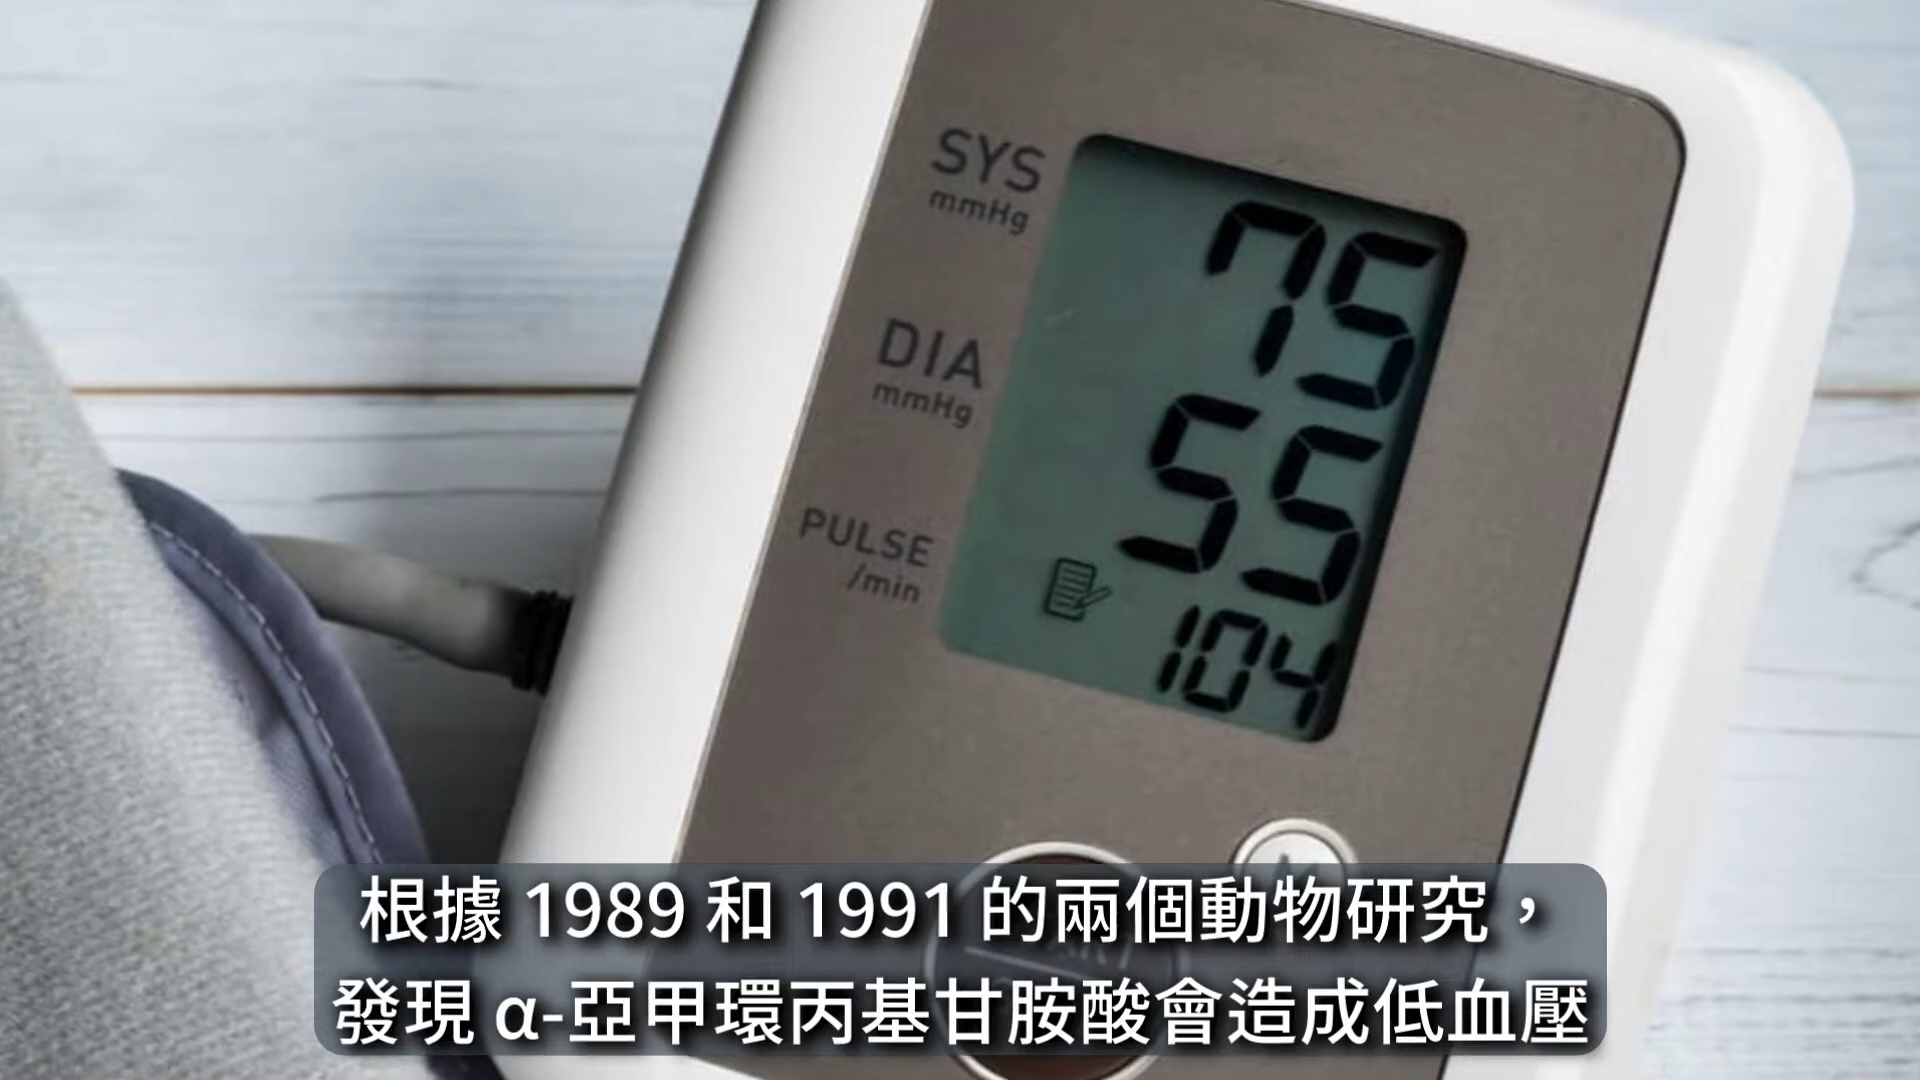 SYS
mmHg
75
DIA
mmHg
55
PULSE
/min
104
根據 1989 和 1991 的兩個動物研究，
發現 α-亞甲環丙基甘胺酸會造成低血壓